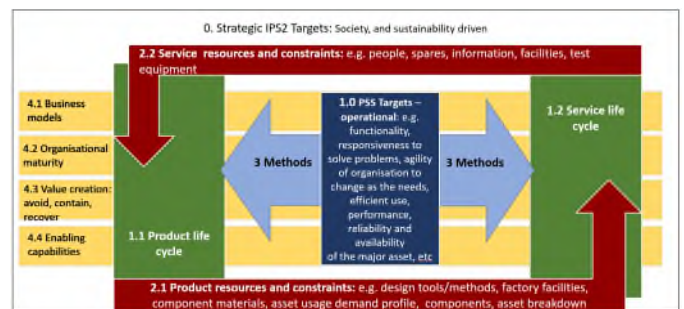 0. Strategic IPS2 Targets: Society, and sustainability driven
2.2 Service resources and constraints: e.g. people, spares, information, facilities, test
equipment
4.1 Business
models
4.2 Organisational
maturity
4.3 Value creation:
avoid, contain,
recover
4.4 Enabling
capabilities
1.1 Product life
cycle
3 Methods
1.0 PSS Targets –
operational: e.g.
functionality,
responsiveness to
solve problems, agility
of organisation to
change as the needs,
efficient use,
performance,
reliability and
availability
of the major asset, etc
3 Methods
1.2 Service life
cycle
2.1 Product resources and constraints: e.g. design tools/methods, factory facilities,
component materials, asset usage demand profile, components, asset breakdown